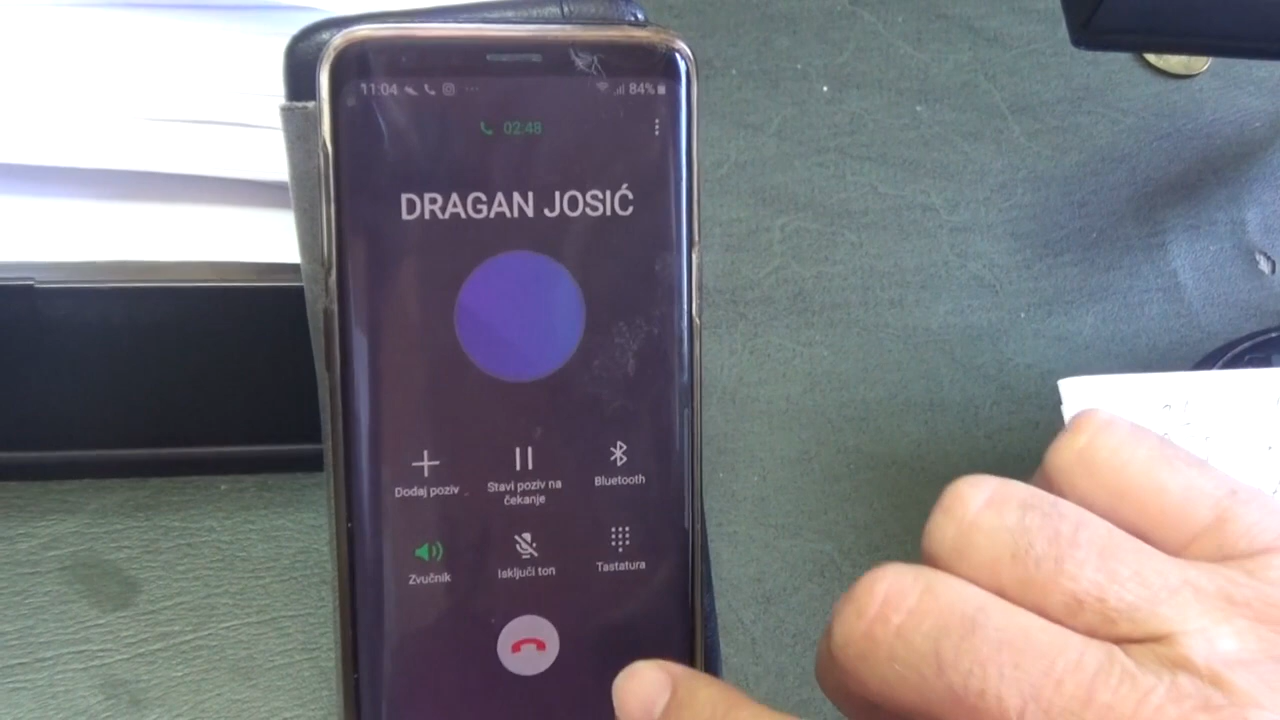 11:04
84%
02:48
DRAGAN JOSIĆ
Dodaj poziv
Stavi poziv na
čekanje
Bluetooth
Zvučnik
Isključi ton
Tastatura